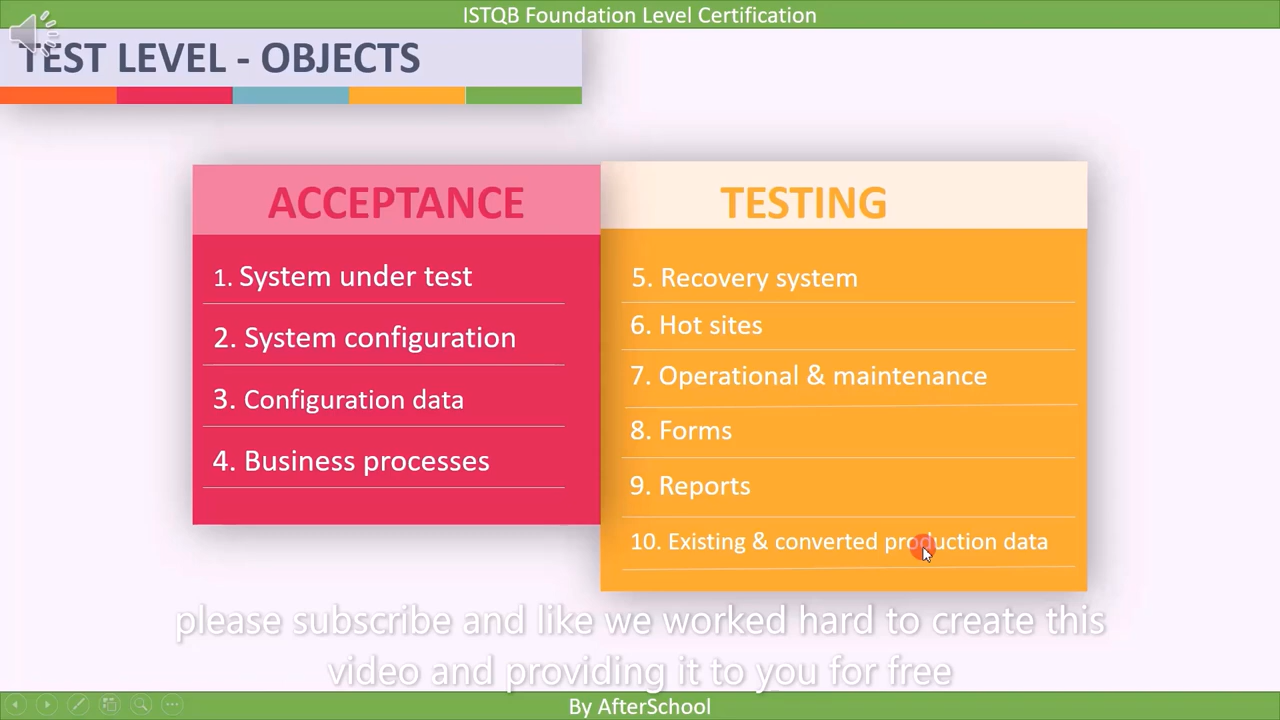 ISTQB Foundation Level Certification
TEST LEVEL - OBJECTS
ACCEPTANCE
1. System under test
2. System configuration
3. Configuration data
4. Business processes
TESTING
5. Recovery system
6. Hot sites
7. Operational & maintenance
8. Forms
9. Reports
10. Existing & converted production data
please subscribe and like we worked hard to create this
video and providing it to you for free
By AfterSchool